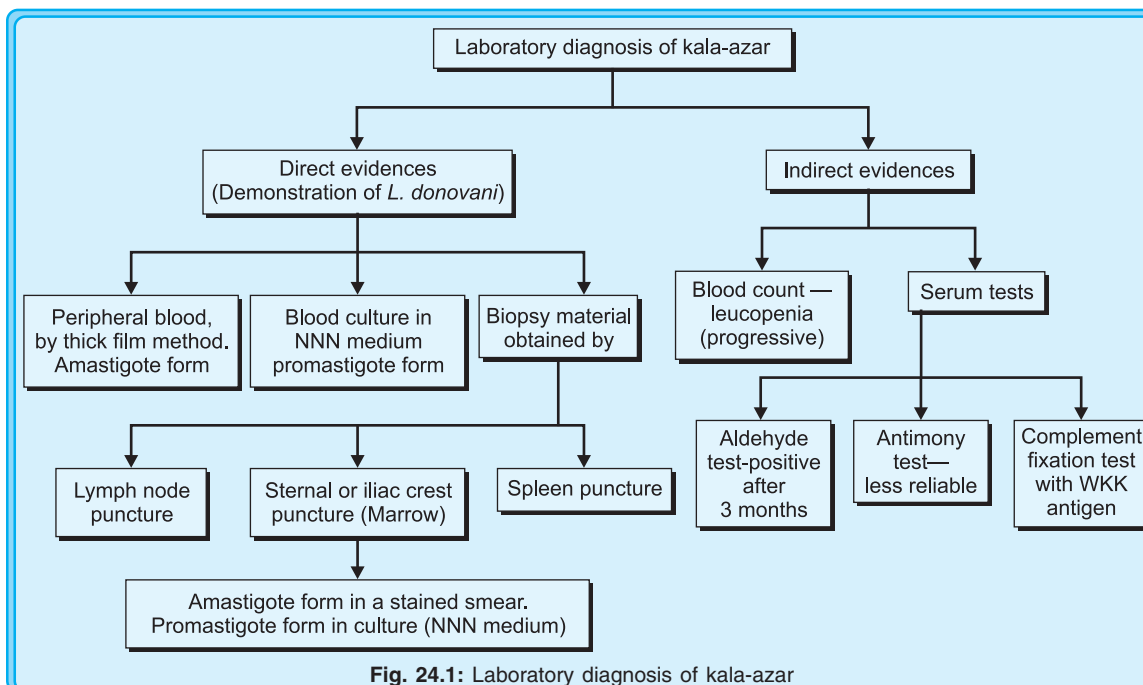 Laboratory diagnosis of kala-azar
Direct evidences
(Demonstration of L. donovani)
Indirect evidences
Peripheral blood,
by thick film method.
Amastigote form
Blood culture in
NNN medium
promastigote form
Biopsy material
obtained by
Blood count —
leucopenia
(progressive)
Serum tests
Lymph node
puncture
Sternal or iliac crest
puncture (Marrow)
Spleen puncture
Aldehyde
test-positive
after
3 months
Antimony
test—
less reliable
Complement
fixation test
with WKK
antigen
Amastigote form in a stained smear.
Promastigote form in culture (NNN medium)
Fig. 24.1: Laboratory diagnosis of kala-azar